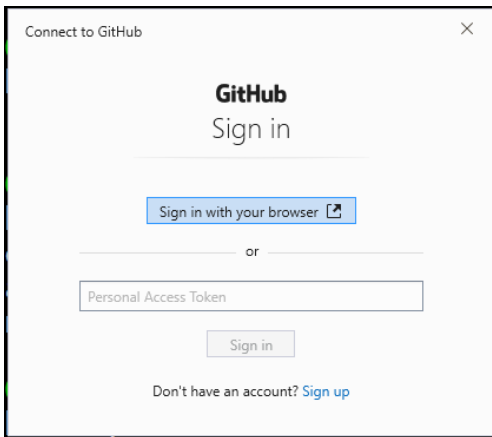 Connect to GitHub
GitHub
Sign in
Sign in with your browser
or
Personal Access Token
Sign in
Don't have an account? Sign up